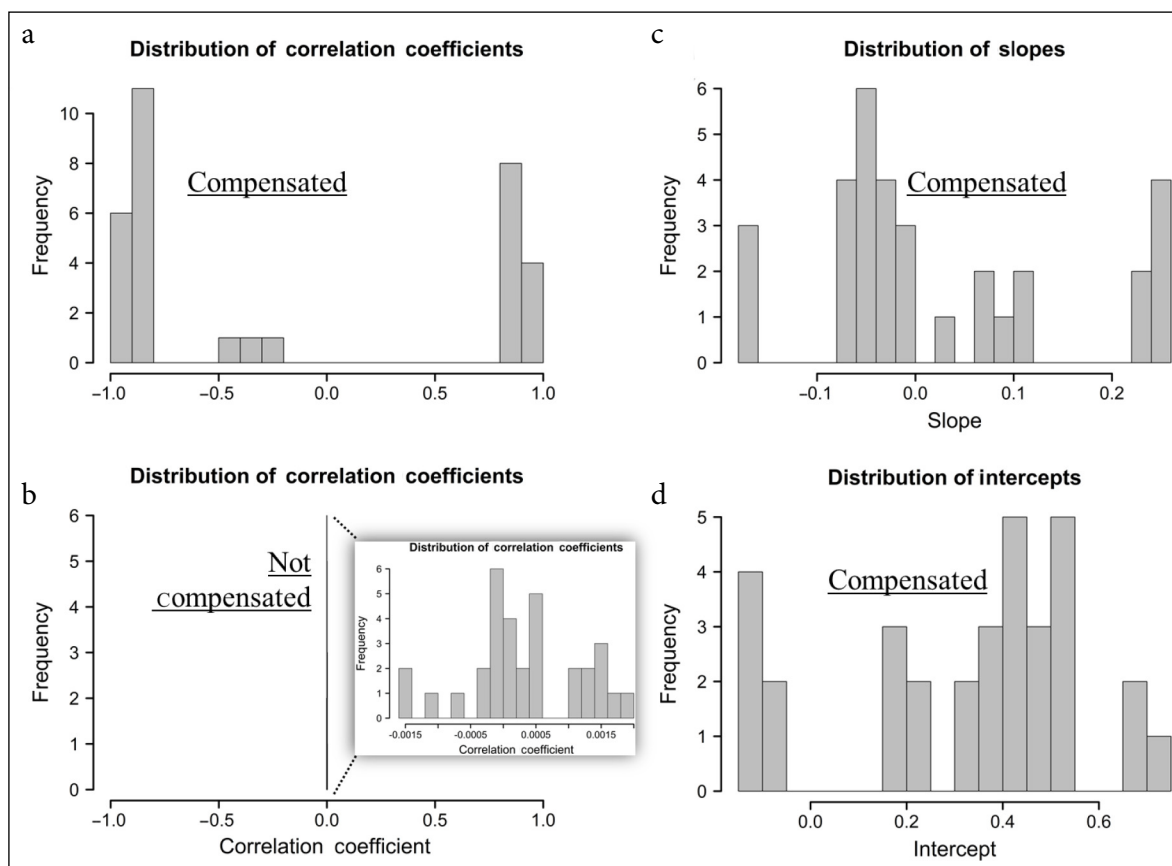 a
Distribution of correlation coefficients
Frequency
10
8
6
4
2
0
Compensated
−1.0 −0.5 0.0 0.5 1.0
c
Distribution of slopes
Frequency
6
5
4
3
2
1
0
Compensated
−0.1 0.0 0.1 0.2
Slope
b
Distribution of correlation coefficients
Frequency
6
5
4
3
2
1
0
Not
compensated
−1.0 −0.5 0.0 0.5 1.0
Correlation coefficient
Distribution of correlation coefficients
Frequency
6
5
4
3
2
1
0
-0.0015 -0.0005 0.0005 0.0015
Correlation coefficient
d
Distribution of intercepts
Frequency
5
4
3
2
1
0
Compensated
0.0 0.2 0.4 0.6
Intercept